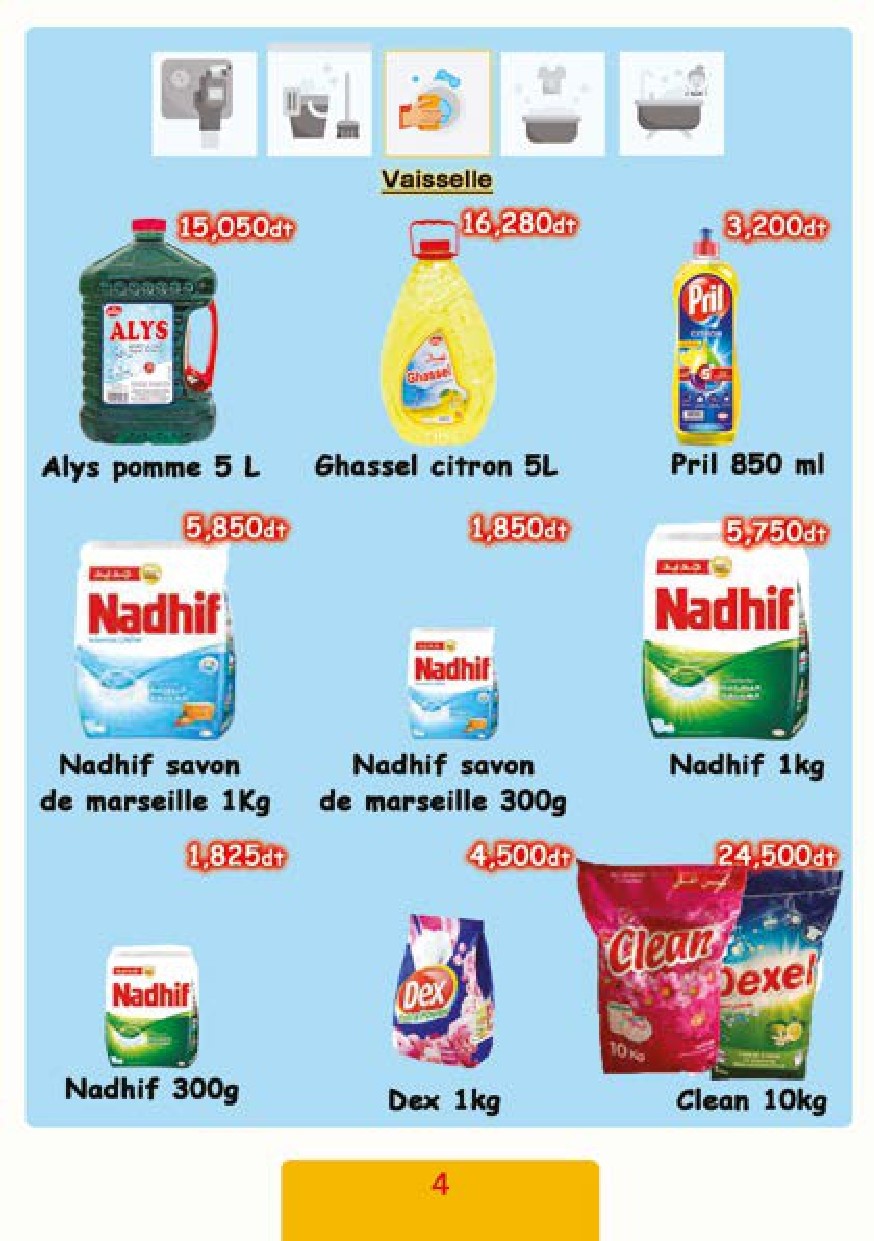 Vaisselle
15,050dt
16,280dt
3,200dt
ALYS
Ghassel
Pril
CITRON
Alys pomme 5 L
Ghassel citron 5L
Pril 850 ml
5,850dt
1,850dt
5,750dt
جديد
Nadhif
Nadhif
جديد
Nadhif
Nadhif savon
de marseille 1Kg
Nadhif savon
de marseille 300g
Nadhif 1kg
1,825dt
4,500dt
24,500dt
Nadhif
Dex
Clean
10 Kg
Dexel
Nadhif 300g
Dex 1kg
Clean 10kg
4